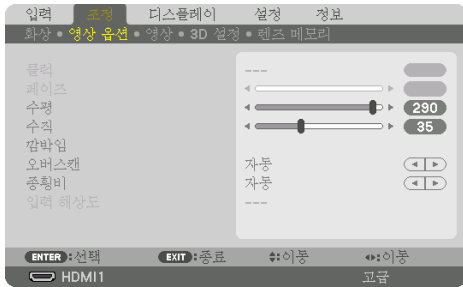 입력 조정 디스플레이 설정 정보
화상 • 영상 옵션 • 영상 • 3D 설정 • 렌즈 메모리
클럭 ---
페이즈
수평 290
수직 35
깜박임
오버스캔 자동
종횡비 자동
입력 해상도 ---
ENTER :선택 EXIT :종료 :이동 :이동
HDMI1 고급